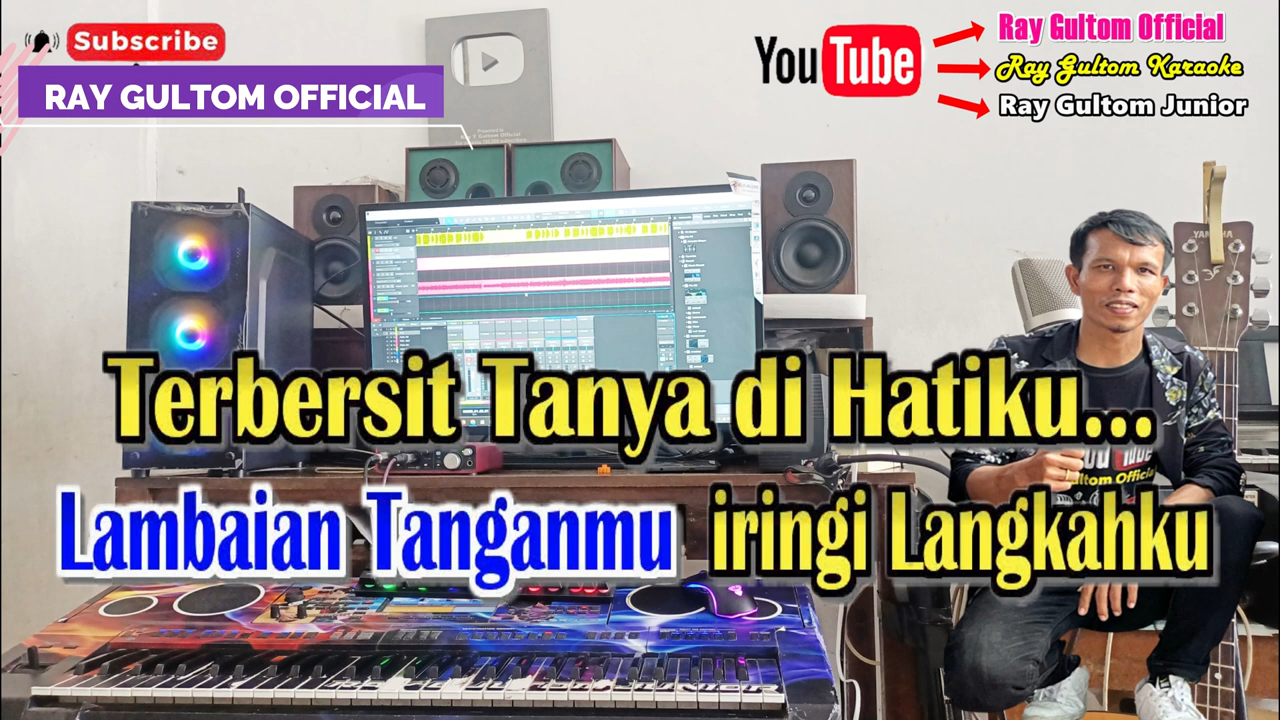 Subscribe
RAY GULTOM OFFICIAL
YouTube
Ray Gultom Official
Ray Gultom Karaoke
Ray Gultom Junior
YAMAHA
Terbersit Tanya di Hatiku...
Lambaian Tanganmu iringi Langkahku